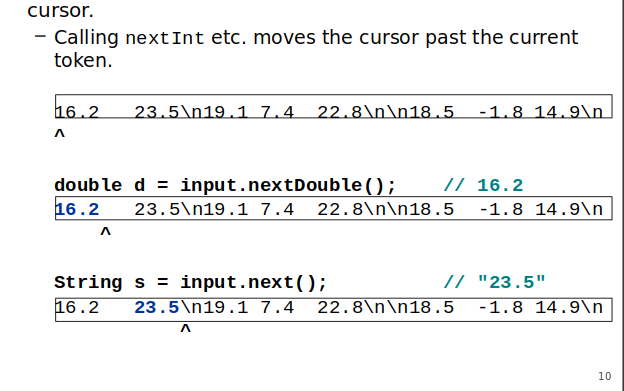 cursor.
– Calling nextInt etc. moves the cursor past the current
token.
16.2   23.5\n19.1 7.4  22.8\n\n18.5  -1.8 14.9\n
^
double d = input.nextDouble();    // 16.2
16.2   23.5\n19.1 7.4  22.8\n\n18.5  -1.8 14.9\n
^
String s = input.next();          // "23.5"
16.2   23.5\n19.1 7.4  22.8\n\n18.5  -1.8 14.9\n
^
10